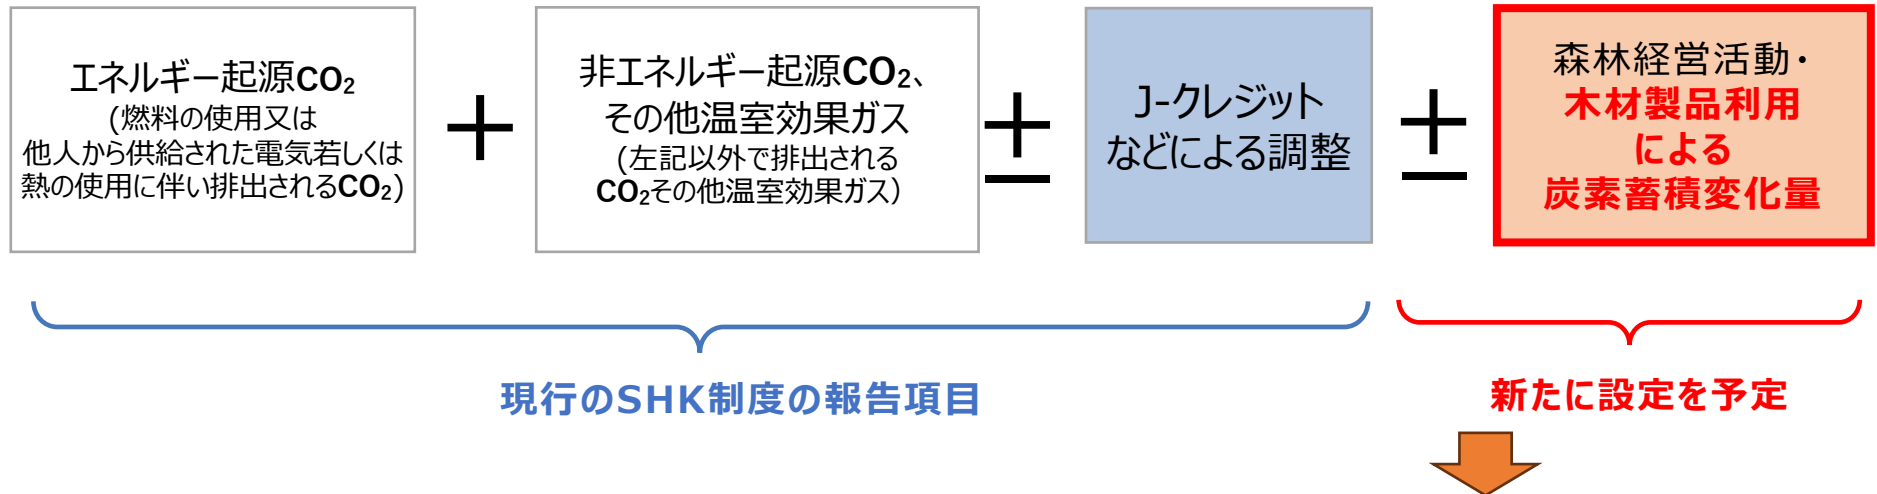 エネルギー起源CO₂
(燃料の使用又は
他人から供給された電気若しくは
熱の使用に伴い排出されるCO₂)
＋
非エネルギー起源CO₂、
その他温室効果ガス
(左記以外で排出される
CO₂その他温室効果ガス)
±
J-クレジット
などによる調整
±
森林経営活動・
木材製品利用
による
炭素蓄積変化量
現行のSHK制度の報告項目
新たに設定を予定